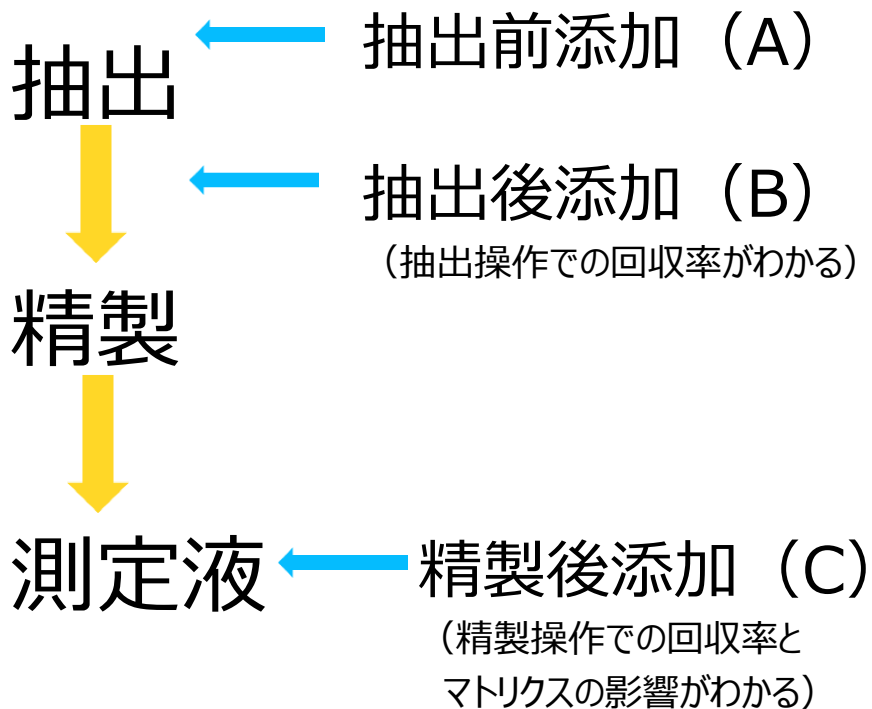 抽出
抽出前添加（A）
抽出後添加（B）
（抽出操作での回収率がわかる）
精製
測定液
精製後添加（C）
（精製操作での回収率と
マトリクスの影響がわかる）